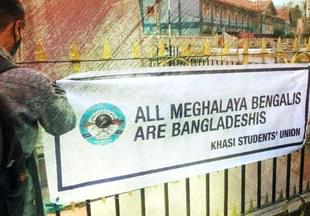 ALL MEGHALAYA BENGALIS
ARE BANGLADESHIS
KHASI STUDENTS' UNION